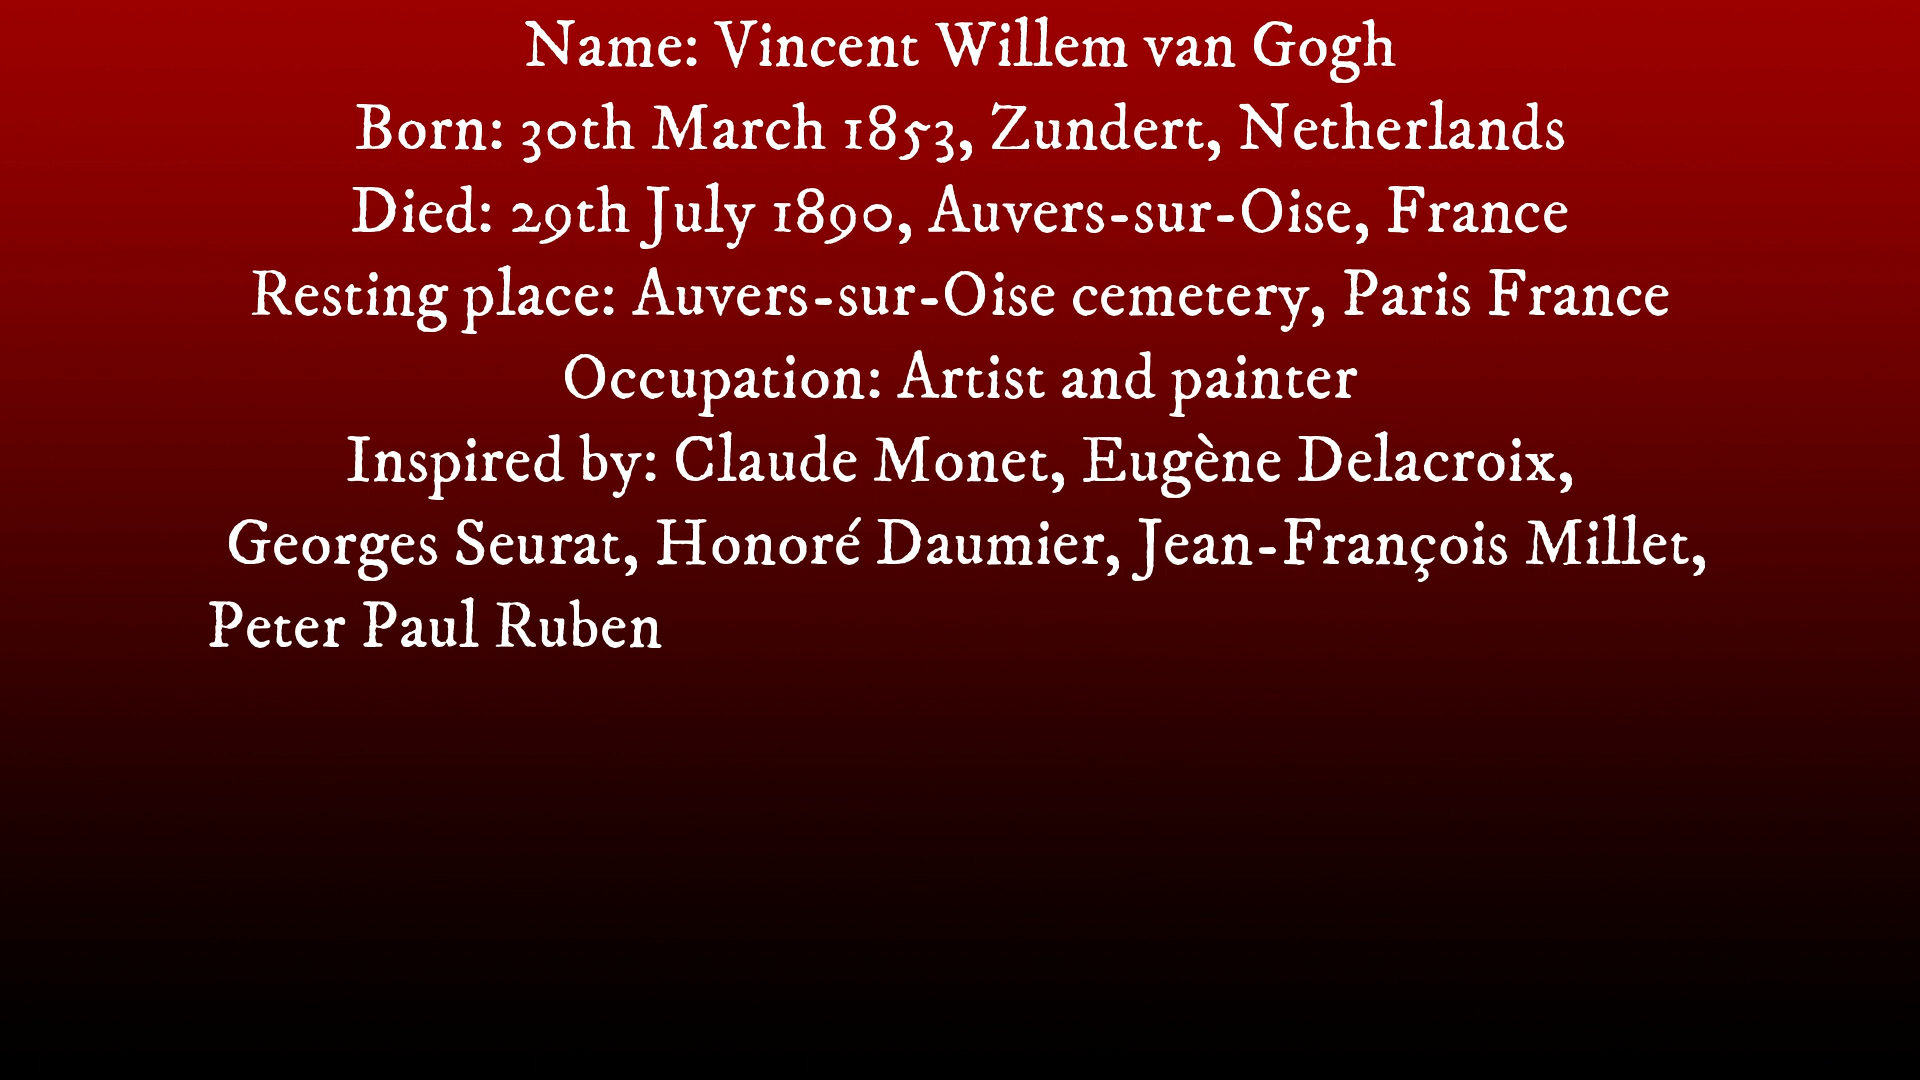 Name: Vincent Willem van Gogh
Born: 30th March 1853, Zundert, Netherlands
Died: 29th July 1890, Auvers-sur-Oise, France
Resting place: Auvers-sur-Oise cemetery, Paris France
Occupation: Artist and painter
Inspired by: Claude Monet, Eugène Delacroix,
Georges Seurat, Honoré Daumier, Jean-François Millet,
Peter Paul Ruben